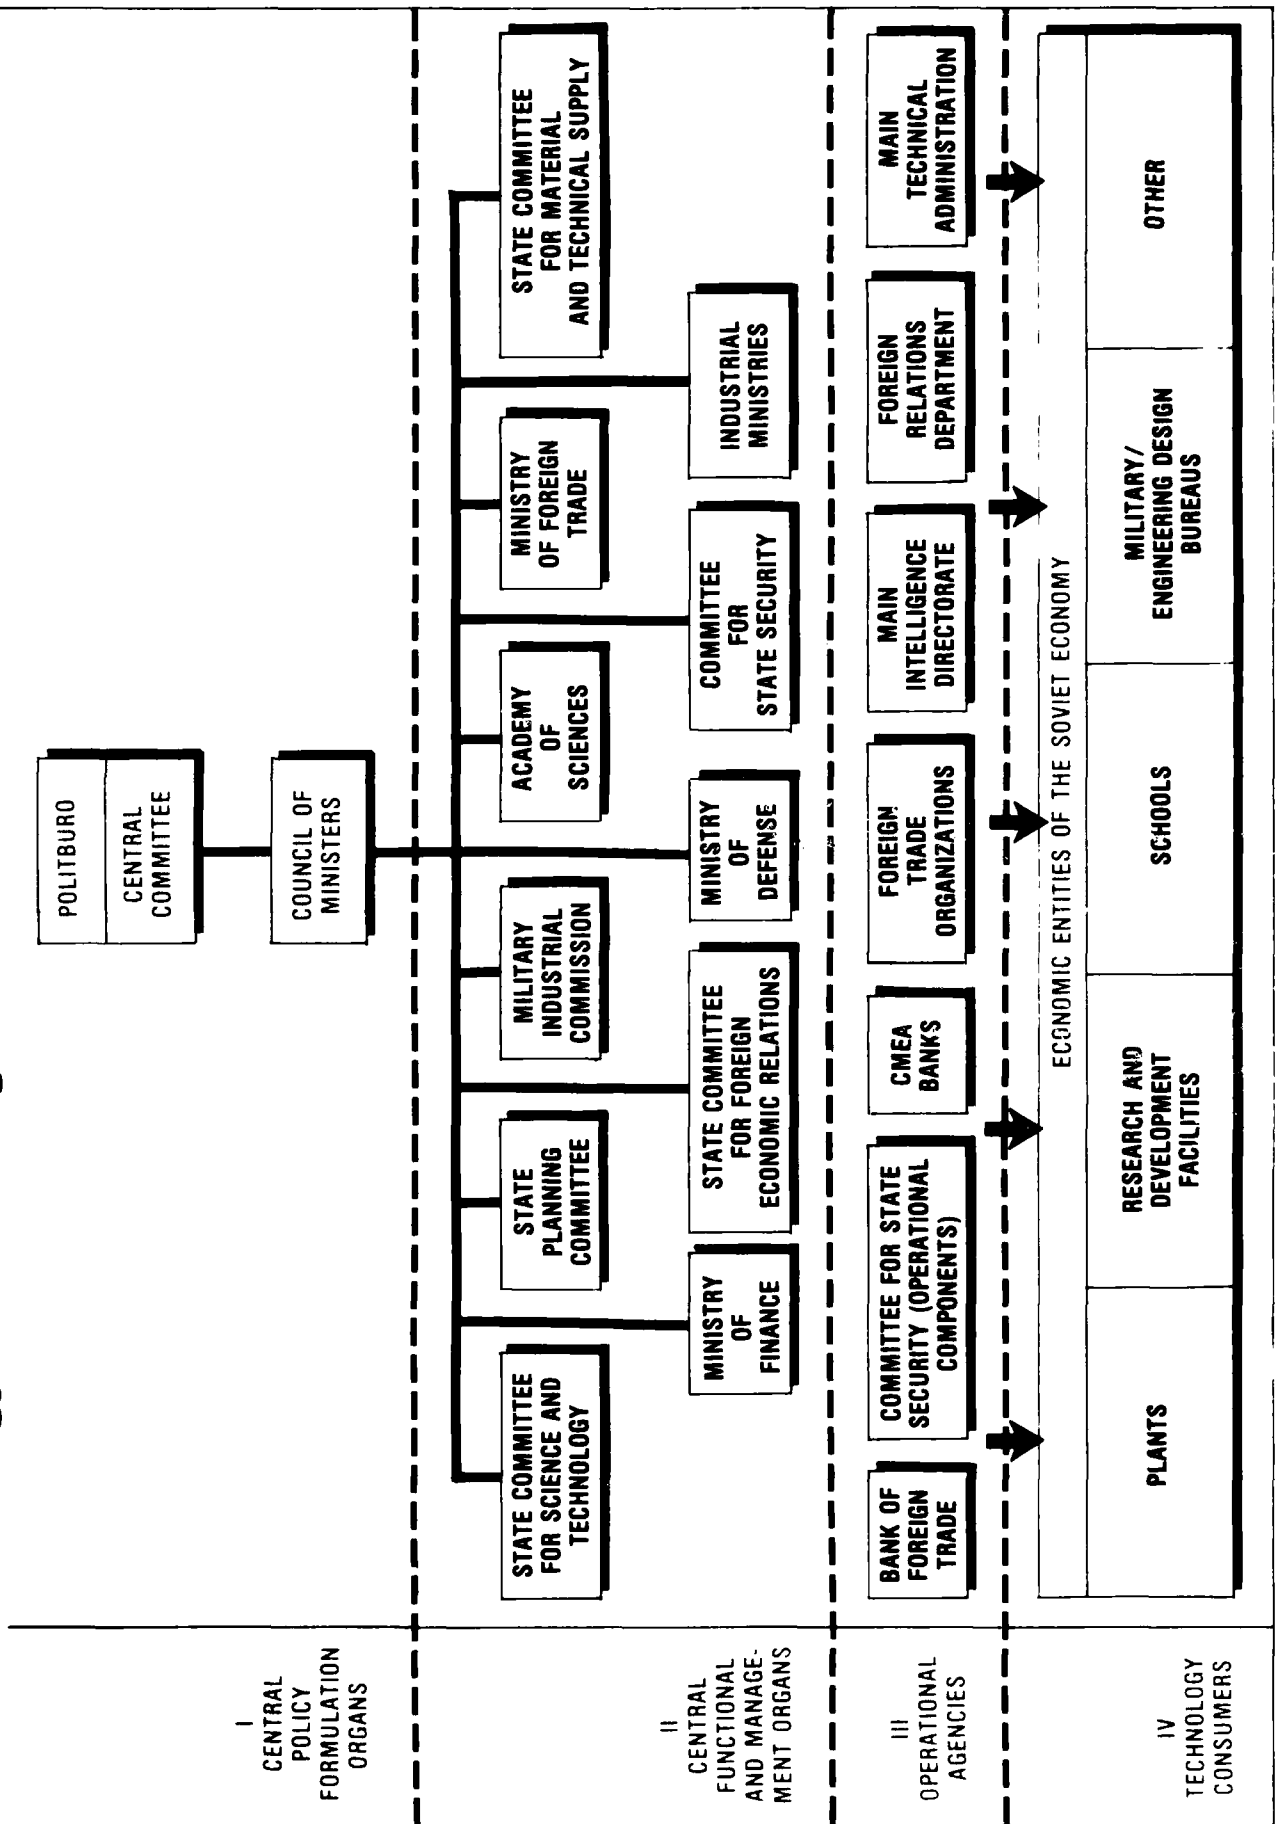 I
CENTRAL
POLICY
FORMULATION
ORGANS
POLITBURO
CENTRAL
COMMITTEE
COUNCIL OF
MINISTERS
II
CENTRAL
FUNCTIONAL
AND MANAGE-
MENT ORGANS
STATE COMMITTEE
FOR SCIENCE AND
TECHNOLOGY
STATE
PLANNING
COMMITTEE
MILITARY
INDUSTRIAL
COMMISSION
ACADEMY
OF
SCIENCES
MINISTRY
OF FOREIGN
TRADE
STATE COMMITTEE
FOR MATERIAL
AND TECHNICAL SUPPLY
MINISTRY
OF
FINANCE
STATE COMMITTEE
FOR FOREIGN
ECONOMIC RELATIONS
MINISTRY
OF
DEFENSE
COMMITTEE
FOR
STATE SECURITY
INDUSTRIAL
MINISTRIES
III
OPERATIONAL
AGENCIES
BANK OF
FOREIGN
TRADE
COMMITTEE FOR STATE
SECURITY (OPERATIONAL
COMPONENTS)
CMEA
BANKS
FOREIGN
TRADE
ORGANIZATIONS
MAIN
INTELLIGENCE
DIRECTORATE
FOREIGN
RELATIONS
DEPARTMENT
MAIN
TECHNICAL
ADMINISTRATION
IV
TECHNOLOGY
CONSUMERS
ECONOMIC ENTITIES OF THE SOVIET ECONOMY
PLANTS
RESEARCH AND
DEVELOPMENT
FACILITIES
SCHOOLS
MILITARY/
ENGINEERING DESIGN
BUREAUS
OTHER